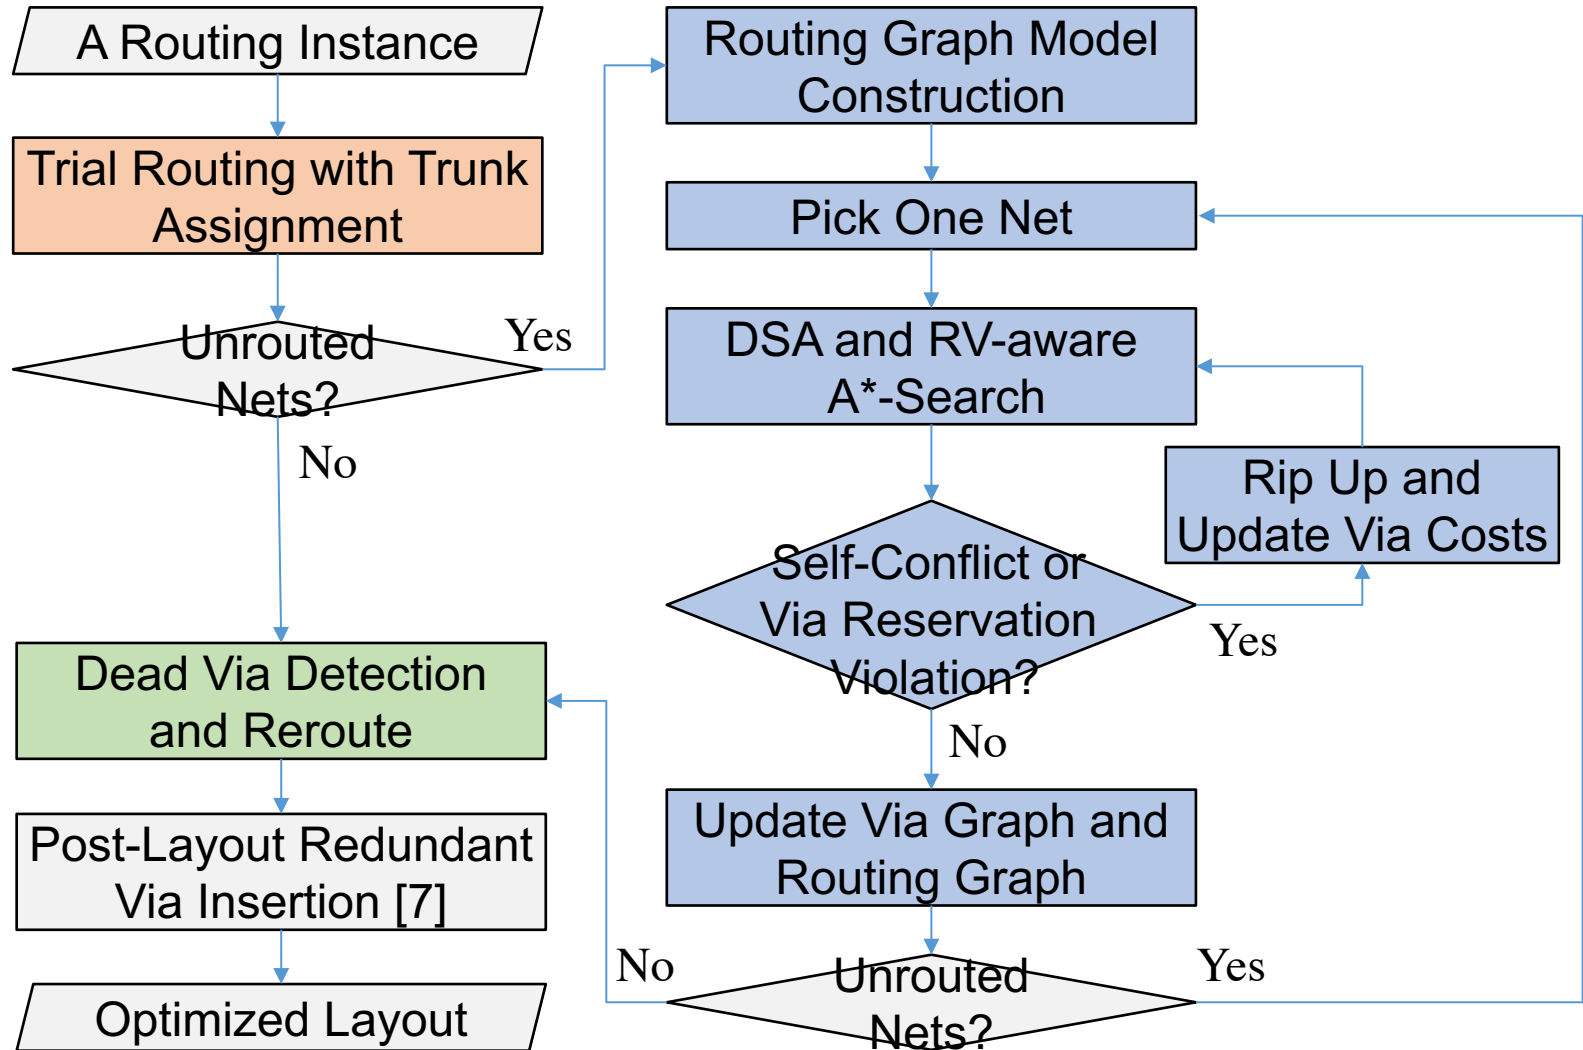 A Routing Instance
Trial Routing with Trunk
Assignment
Unrouted
Nets?
Yes
No
Dead Via Detection
and Reroute
Post-Layout Redundant
Via Insertion [7]
Optimized Layout
Routing Graph Model
Construction
Pick One Net
DSA and RV-aware
A*-Search
Rip Up and
Update Via Costs
Self-Conflict or
Via Reservation
Violation?
Yes
No
Update Via Graph and
Routing Graph
No
Unrouted
Nets?
Yes